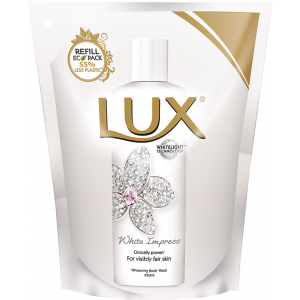 REFILL
ECO PACK
55%
LESS PLASTIC*
LUX®
WHITELIGHT™
TECHNOLOGY
White Impress
Clinically proven†
For visibly fair skin
Whitening Body Wash
450ml